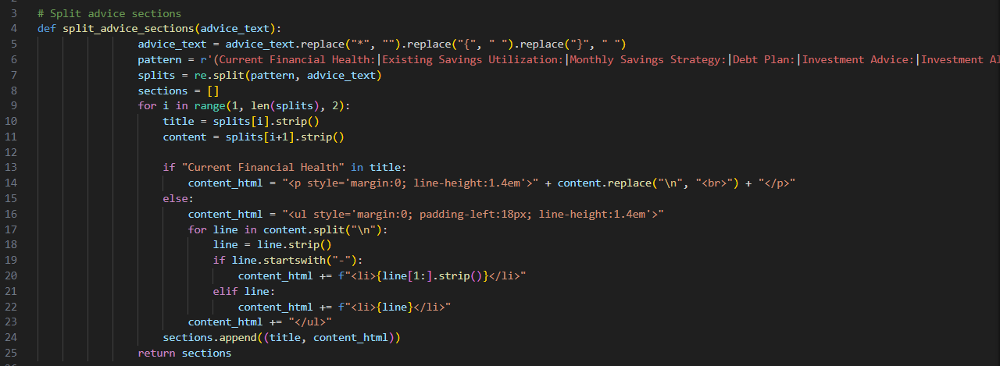 3 # Split advice sections
4 def split_advice_sections(advice_text):
5 advice_text = advice_text.replace("*", "").replace("{", " ").replace("}", " ")
6 pattern = r'(Current Financial Health:|Existing Savings Utilization:|Monthly Savings Strategy:|Debt Plan:|Investment Advice:|Investment Al
7 splits = re.split(pattern, advice_text)
8 sections = []
9 for i in range(1, len(splits), 2):
10 title = splits[i].strip()
11 content = splits[i+1].strip()
12
13 if "Current Financial Health" in title:
14 content_html = "<p style='margin:0; line-height:1.4em'>" + content.replace("\n", "<br>") + "</p>"
15 else:
16 content_html = "<ul style='margin:0; padding-left:18px; line-height:1.4em'>"
17 for line in content.split("\n"):
18 line = line.strip()
19 if line.startswith("-"):
20 content_html += f"<li>{line[1:].strip()}</li>"
21 elif line:
22 content_html += f"<li>{line}</li>"
23 content_html += "</ul>"
24 sections.append((title, content_html))
25 return sections